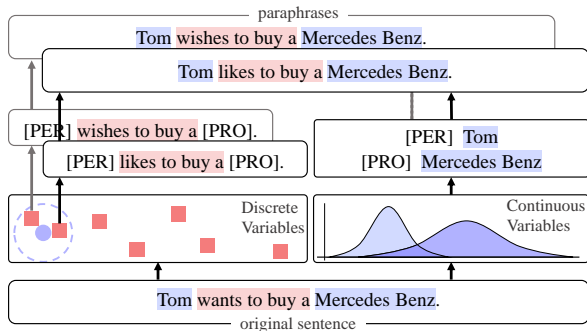 paraphrases
Tom wishes to buy a Mercedes Benz.
Tom likes to buy a Mercedes Benz.
[PER] wishes to buy a [PRO].
[PER] likes to buy a [PRO].
[PER] Tom
[PRO] Mercedes Benz
Discrete
Variables
Continuous
Variables
Tom wants to buy a Mercedes Benz.
original sentence